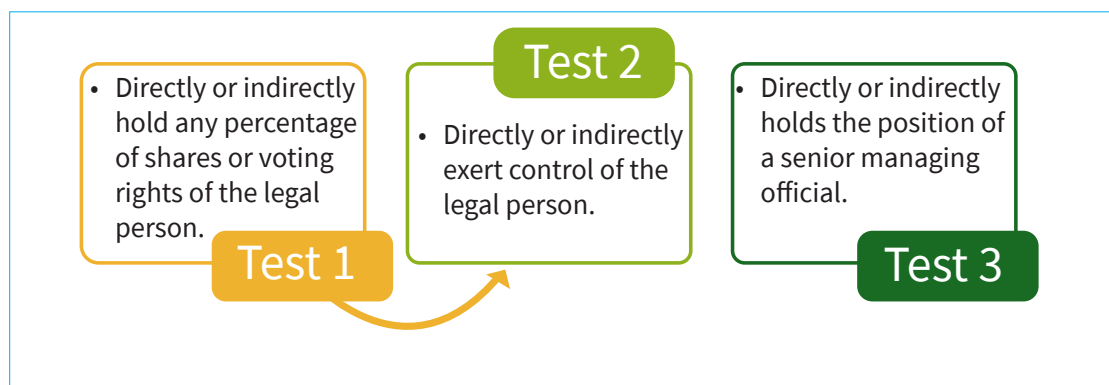 • Directly or indirectly
hold any percentage
of shares or voting
rights of the legal
person.
Test 1
Test 2
• Directly or indirectly
exert control of the
legal person.
• Directly or indirectly
holds the position of
a senior managing
official.
Test 3